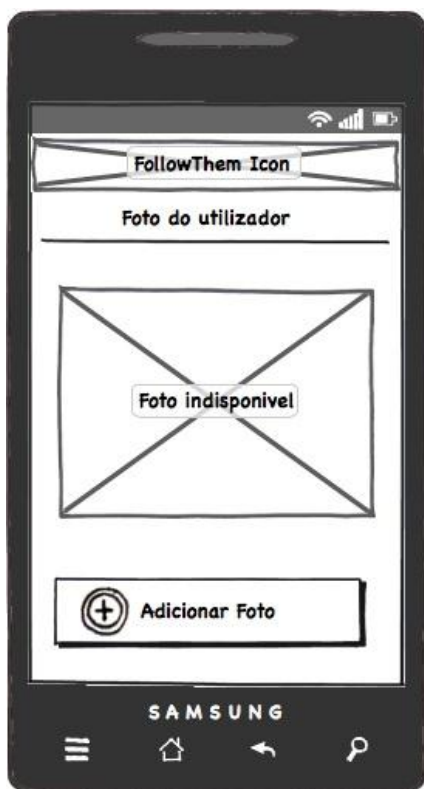 FollowThem Icon
Foto do utilizador
Foto indisponivel
Adicionar Foto
SAMSUNG